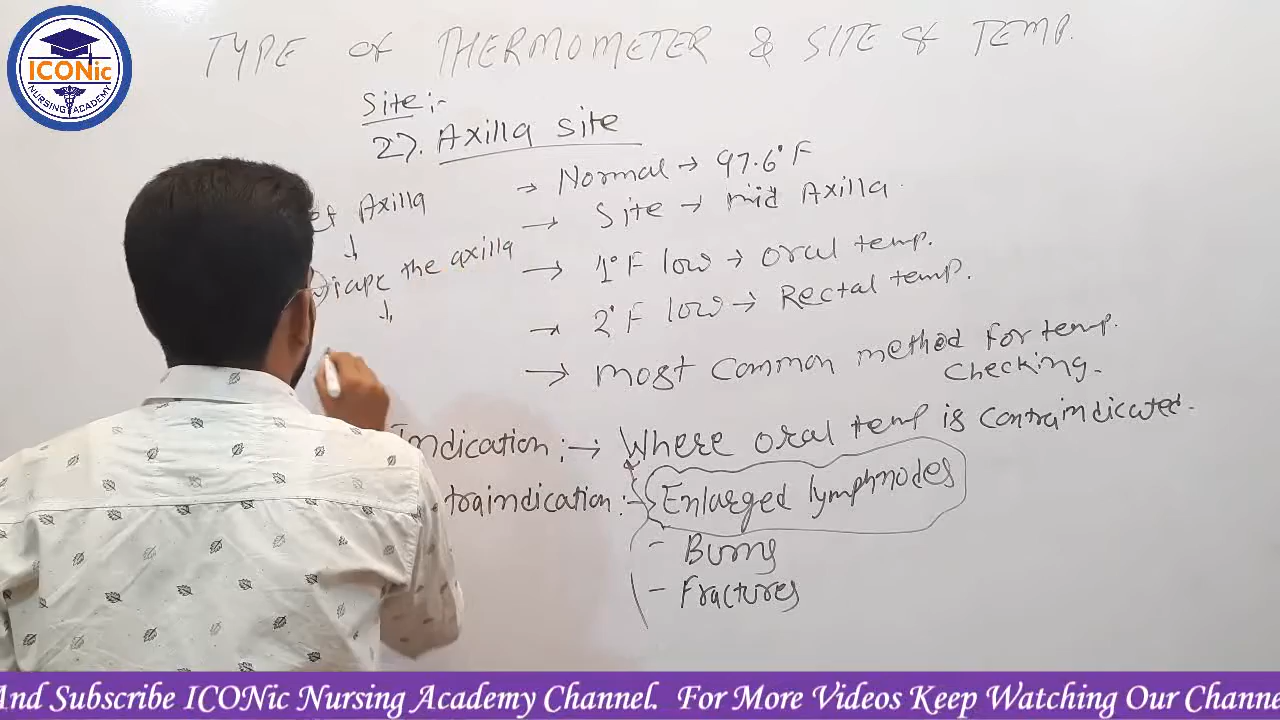 ICONic
NURSING ACADEMY
TYPE of THERMOMETER & SITE of TEMP.
Site :-
2). Axilla site
→ Normal → 97.6°F
Axilla
↓
→ Site → mid Axilla
the axilla
↓
→ 1°F low → oral temp.
→ 2°F low → Rectal temp.
→ most common method for temp.
checking.
indication :→ Where oral temp is contraindicated.
traindication :- Enlarged lymphnodes
- Burns
- Fractures
And Subscribe ICONic Nursing Academy Channel. For More Videos Keep Watching Our Channe